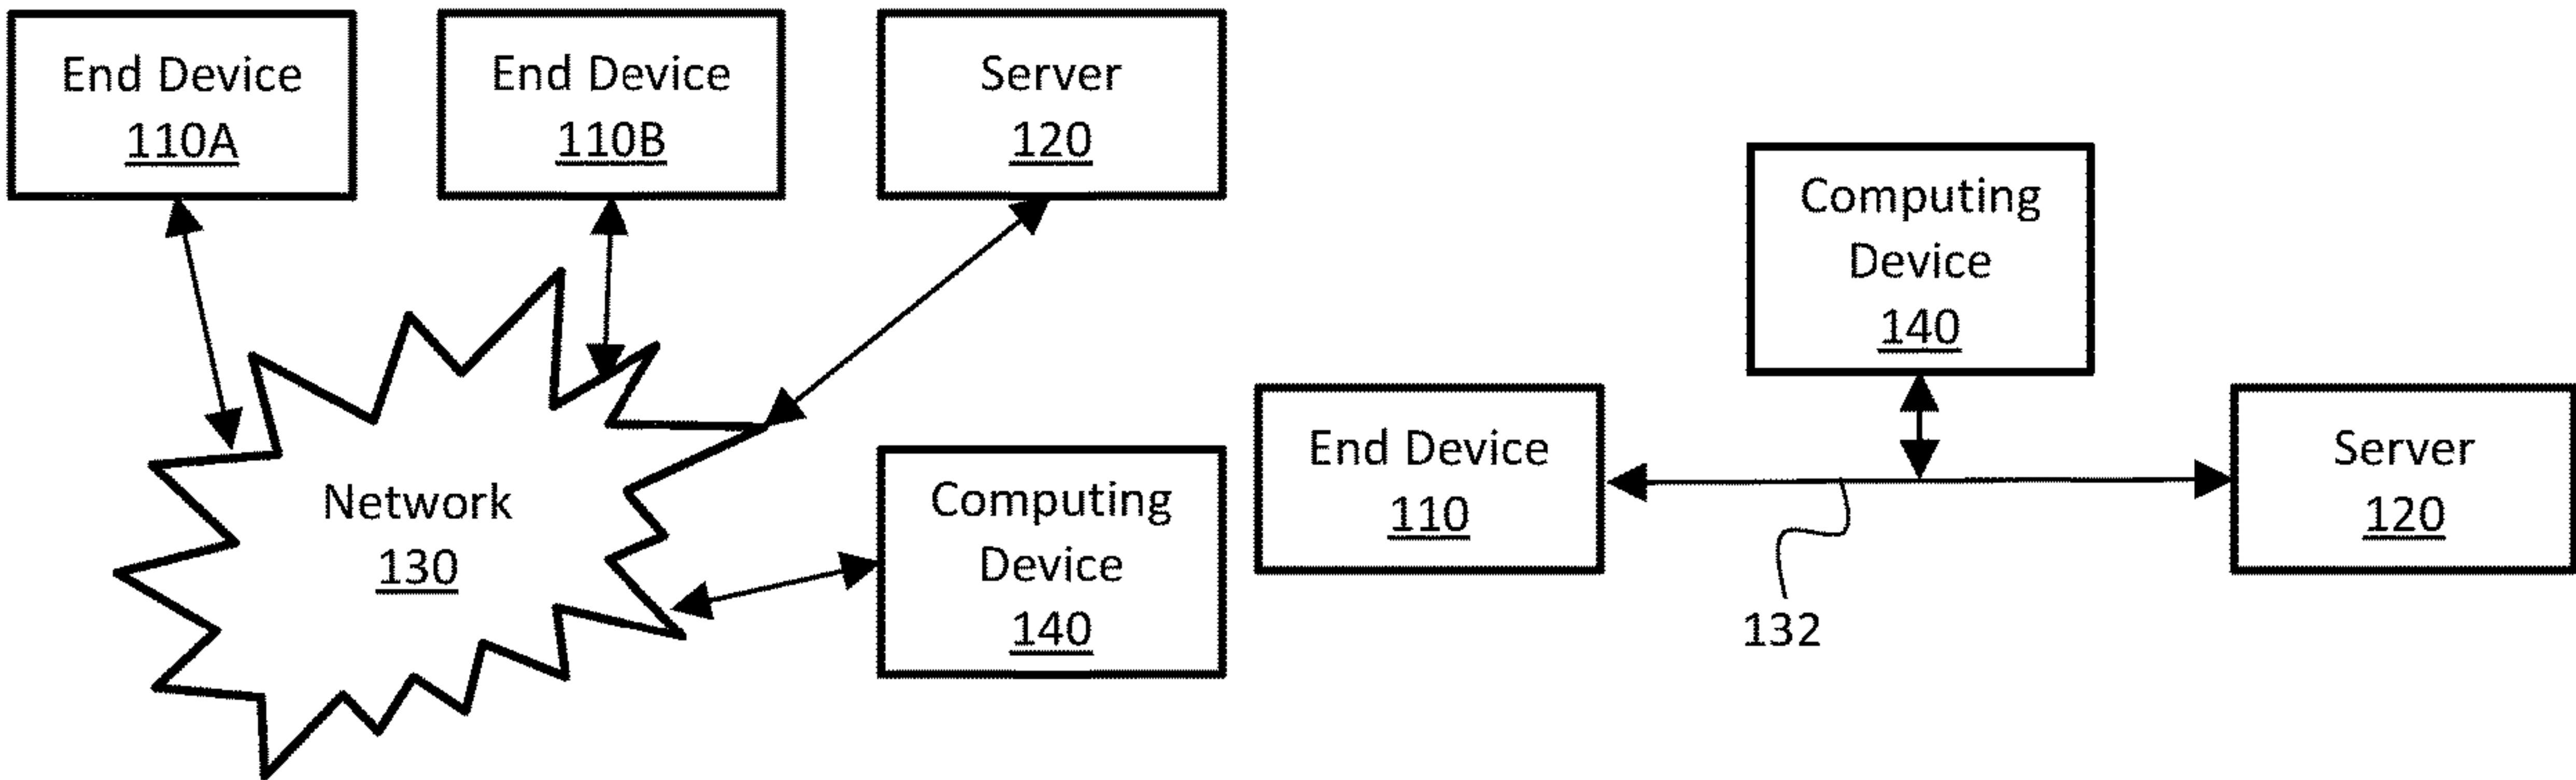 End Device
110A
End Device
110B
Server
120
Network
130
Computing
Device
140
Computing
Device
140
End Device
110
Server
120
132